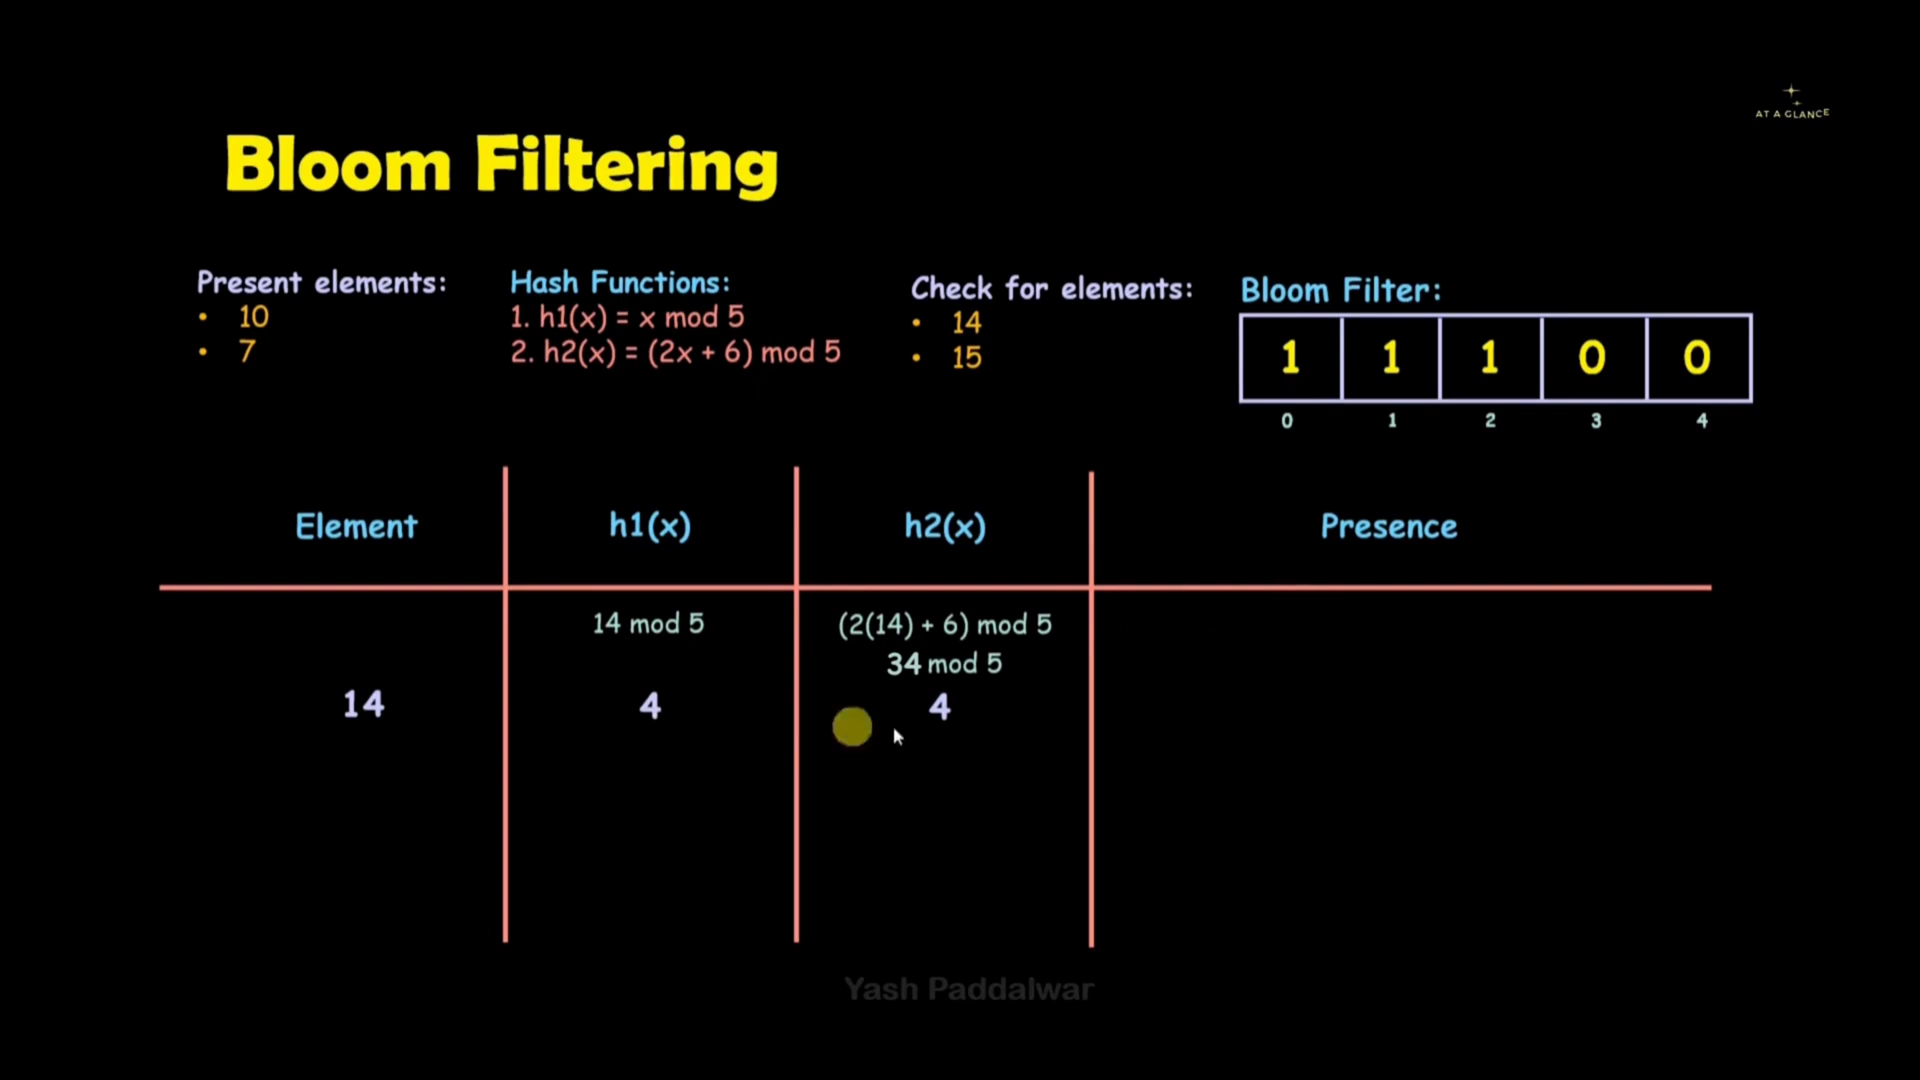 AT A GLANCE
Bloom Filtering
Present elements:
• 10
• 7
Hash Functions:
1. h1(x) = x mod 5
2. h2(x) = (2x + 6) mod 5
Check for elements:
• 14
• 15
Bloom Filter:
1 1 1 0 0
0 1 2 3 4
Element h1(x) h2(x) Presence
14 mod 5 (2(14) + 6) mod 5
34 mod 5
14 4 4
Yash Paddalwar